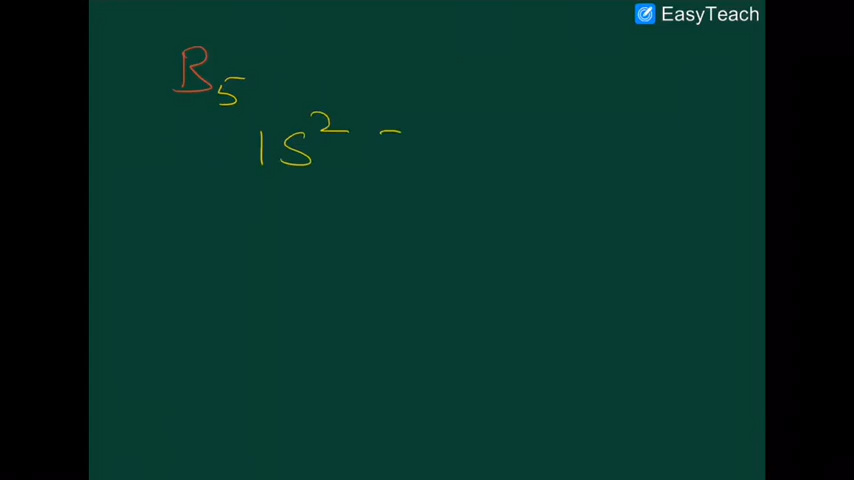 EasyTeach
B₅
1S² -